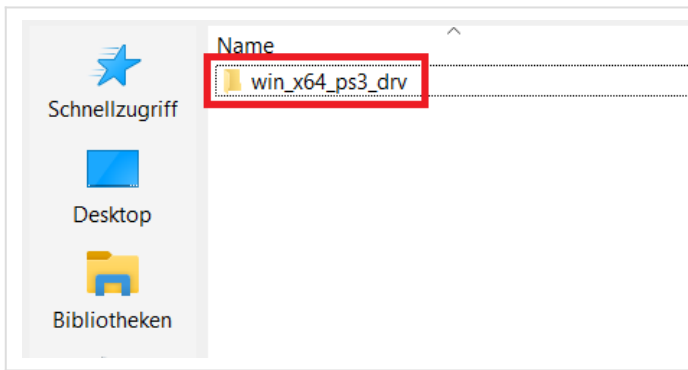 Name
win_x64_ps3_drv
Schnellzugriff
Desktop
Bibliotheken